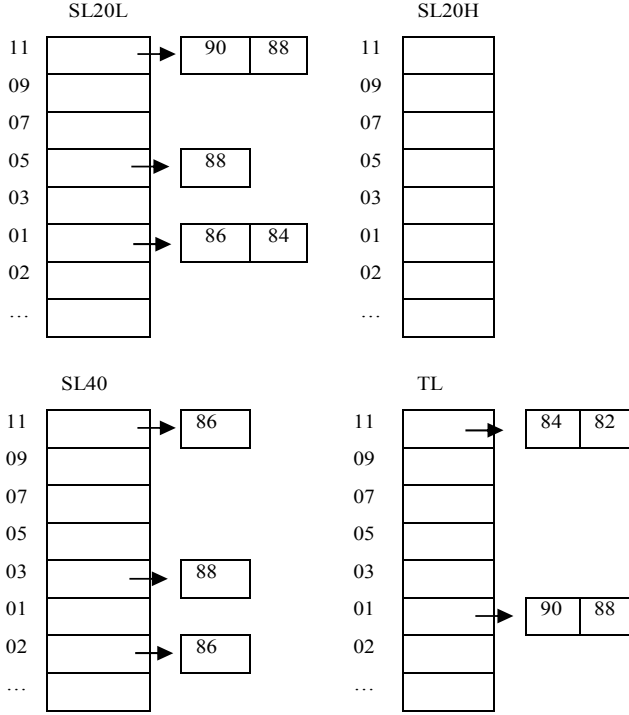 SL20L SL20H
11 90 88 11
09 09
07 07
05 88 05
03 03
01 86 84 01
02 02
… …
SL40 TL
11 86 11 84 82
09 09
07 07
05 05
03 88 03
01 01 90 88
02 86 02
… …